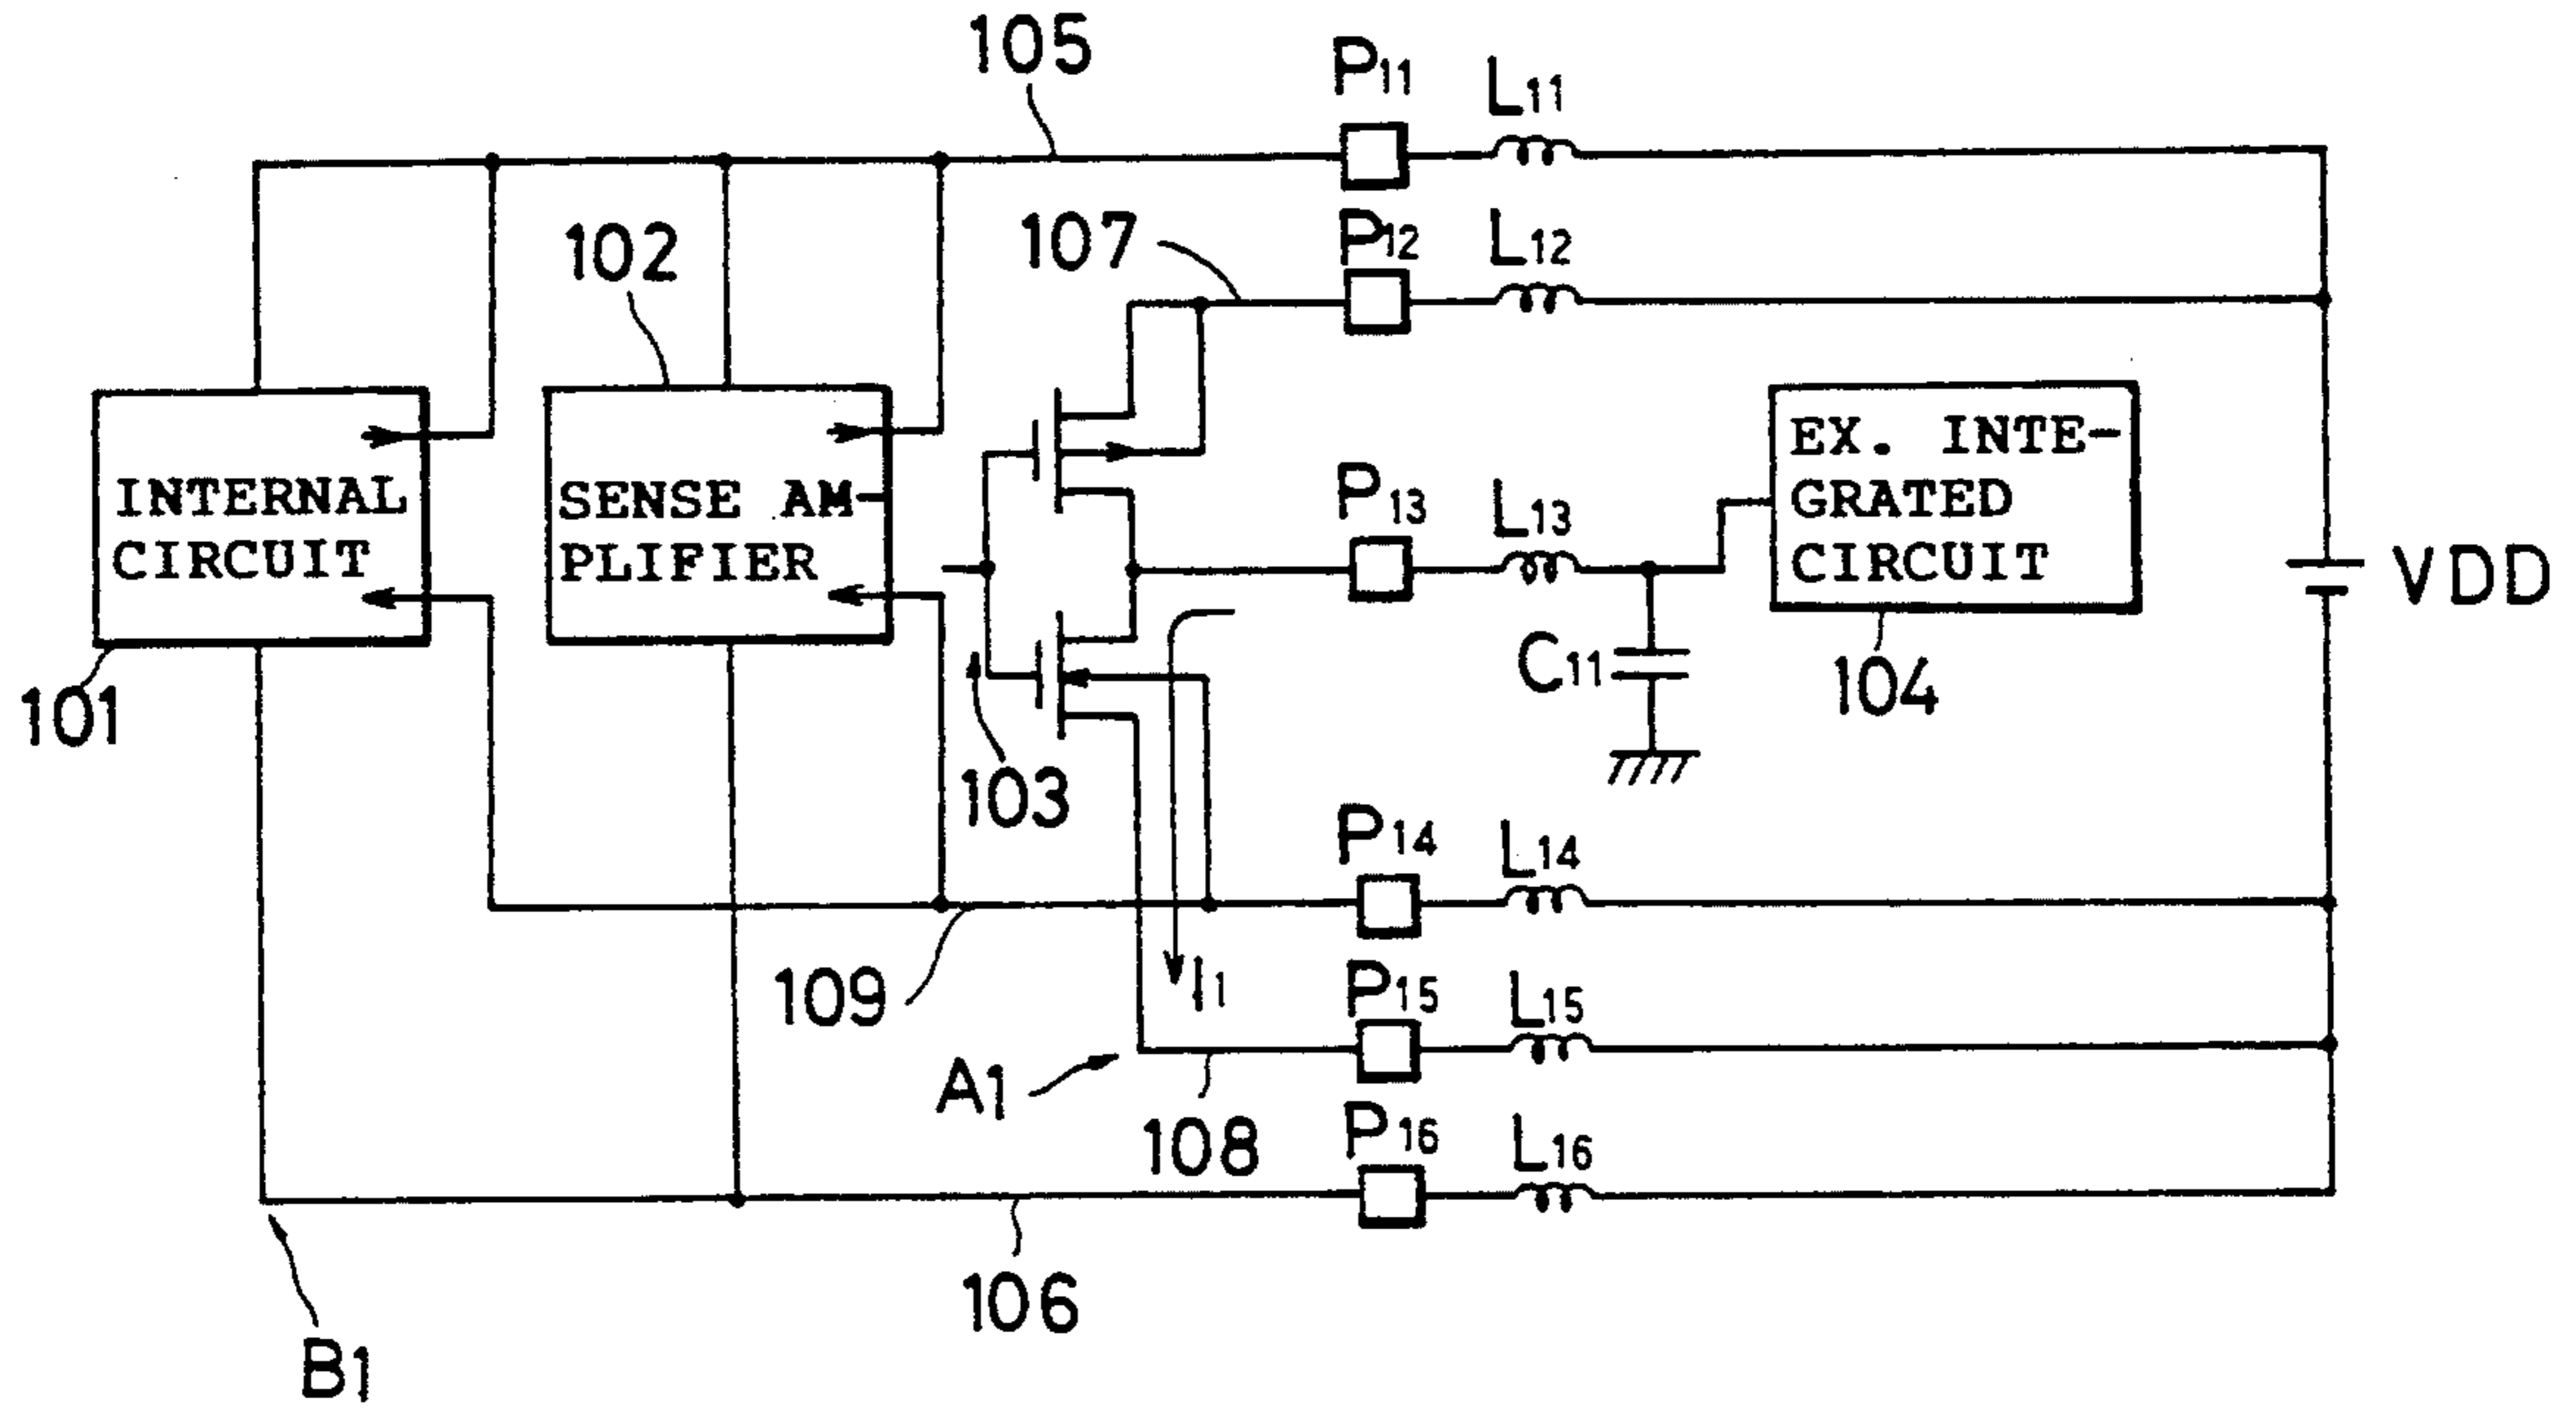 105
P11
L11
102
107
P12
L12
INTERNAL
CIRCUIT
SENSE AM-
PLIFIER
P13
L13
EX. INTE-
GRATED
CIRCUIT
VDD
101
103
C11
104
P14
L14
109
I1
P15
L15
A1
108
P16
L16
106
B1